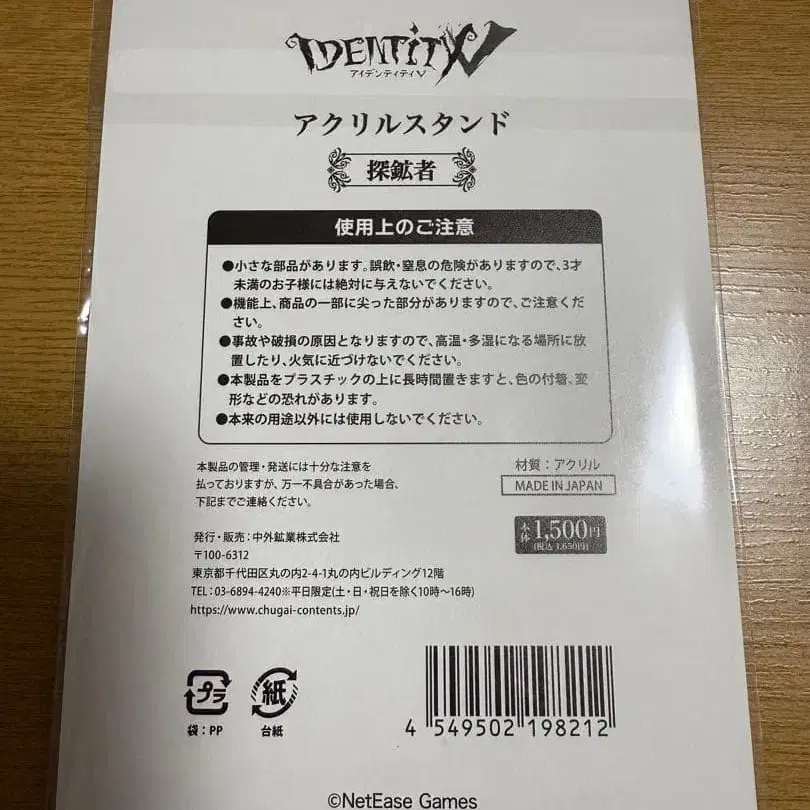 IDENTITY V
アイデンティティV
アクリルスタンド
探鉱者
使用上のご注意
●小さな部品があります。誤飲・窒息の危険がありますので、3才
未満のお子様には絶対に与えないでください。
●機能上、商品の一部に尖った部分がありますので、ご注意くだ
さい。
●事故や破損の原因となりますので、高温・多湿になる場所に放
置したり、火気に近づけないでください。
●本製品をプラスチックの上に長時間置きますと、色の付着、変
形などの恐れがあります。
●本来の用途以外には使用しないでください。
本製品の管理・発送には十分な注意を
払っておりますが、万一不具合があった場合、
下記までご連絡ください。
材質：アクリル
MADE IN JAPAN
本体 1,500円
(税込 1,650円)
発行・販売：中外鉱業株式会社
〒100-6312
東京都千代田区丸の内2-4-1丸の内ビルディング12階
TEL：03-6894-4240※平日限定(土・日・祝日を除く10時～16時)
https://www.chugai-contents.jp/
プラ
袋：PP
紙
台紙
4 549502 198212
©NetEase Games